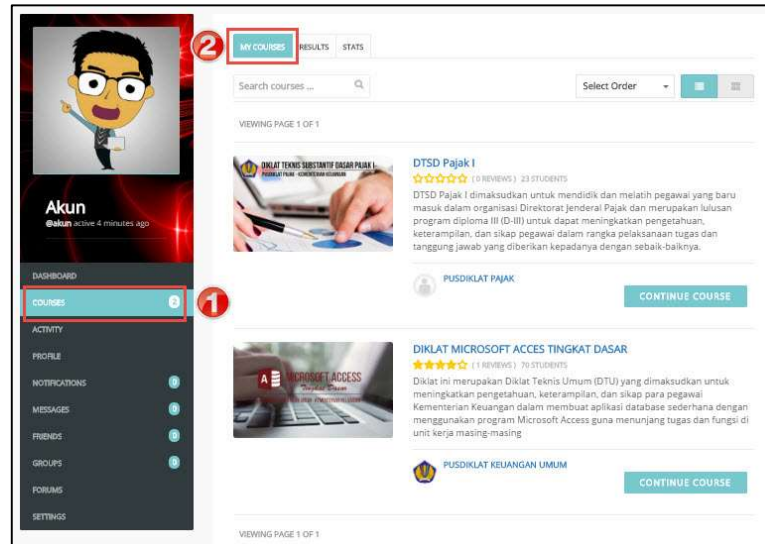 2
MY COURSES RESULTS STATS
Search courses ...
Select Order
VIEWING PAGE 1 OF 1
Akun
@akun active 4 minutes ago
DASHBOARD
COURSES 2
1
ACTIVITY
PROFILE
NOTIFICATIONS 0
MESSAGES 0
FRIENDS 0
GROUPS 0
FORUMS
SETTINGS
DIKLAT TEKNIS SUBSTANTIF DASAR PAJAK I
PUSDIKLAT PAJAK - KEMENTERIAN KEUANGAN
DTSD Pajak I
( 0 REVIEWS ) 23 STUDENTS
DTSD Pajak I dimaksudkan untuk mendidik dan melatih pegawai yang baru
masuk dalam organisasi Direktorat Jenderal Pajak dan merupakan lulusan
program diploma III (D-III) untuk dapat meningkatkan pengetahuan,
keterampilan, dan sikap pegawai dalam rangka pelaksanaan tugas dan
tanggung jawab yang diberikan kepadanya dengan sebaik-baiknya.
PUSDIKLAT PAJAK
CONTINUE COURSE
A
MICROSOFT ACCESS
Tingkat Dasar
DIKLAT MICROSOFT ACCES TINGKAT DASAR
( 1 REVIEWS ) 70 STUDENTS
Diklat ini merupakan Diklat Teknis Umum (DTU) yang dimaksudkan untuk
meningkatkan pengetahuan, keterampilan, dan sikap para pegawai
Kementerian Keuangan dalam membuat aplikasi database sederhana dengan
menggunakan program Microsoft Access guna menunjang tugas dan fungsi di
unit kerja masing-masing
PUSDIKLAT KEUANGAN UMUM
CONTINUE COURSE
VIEWING PAGE 1 OF 1